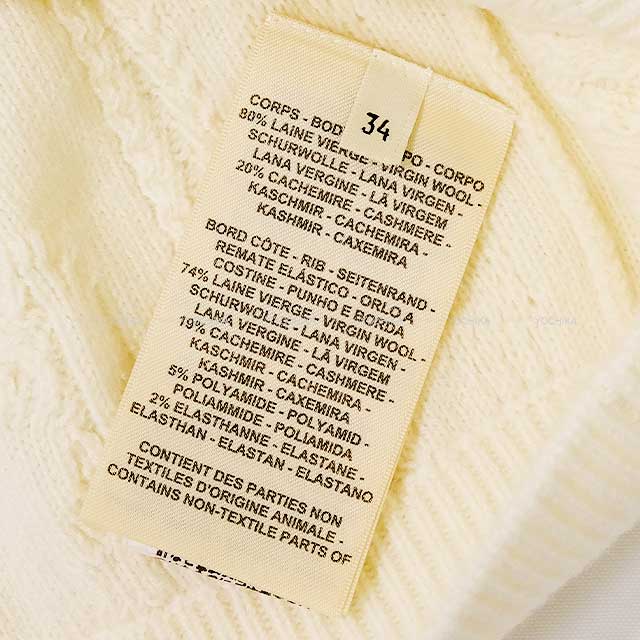 34
CORPS - BOD PO - CORPO
80% LAINE VIERGE - VIRGIN WOOL -
SCHURWOLLE - LANA VIRGEN -
LANA VERGINE - LÃ VIRGEM
20% CACHEMIRE - CASHMERE -
KASCHMIR - CACHEMIRA -
KASHMIR - CAXEMIRA
BORD CÔTE - RIB - SEITENRAND -
REMATE ELÁSTICO - ORLO A
COSTINE - PUNHO E BORDA
74% LAINE VIERGE - VIRGIN WOOL -
SCHURWOLLE - LANA VIRGEN -
LANA VERGINE - LÃ VIRGEM
19% CACHEMIRE - CASHMERE -
KASCHMIR - CACHEMIRA -
KASHMIR - CAXEMIRA
5% POLYAMIDE - POLYAMID -
POLIAMMIDE - POLIAMIDA
2% ELASTHANNE - ELASTANE -
ELASTHAN - ELASTAN - ELASTANO
CONTIENT DES PARTIES NON
TEXTILES D'ORIGINE ANIMALE -
CONTAINS NON-TEXTILE PARTS OF
YOCHIKA